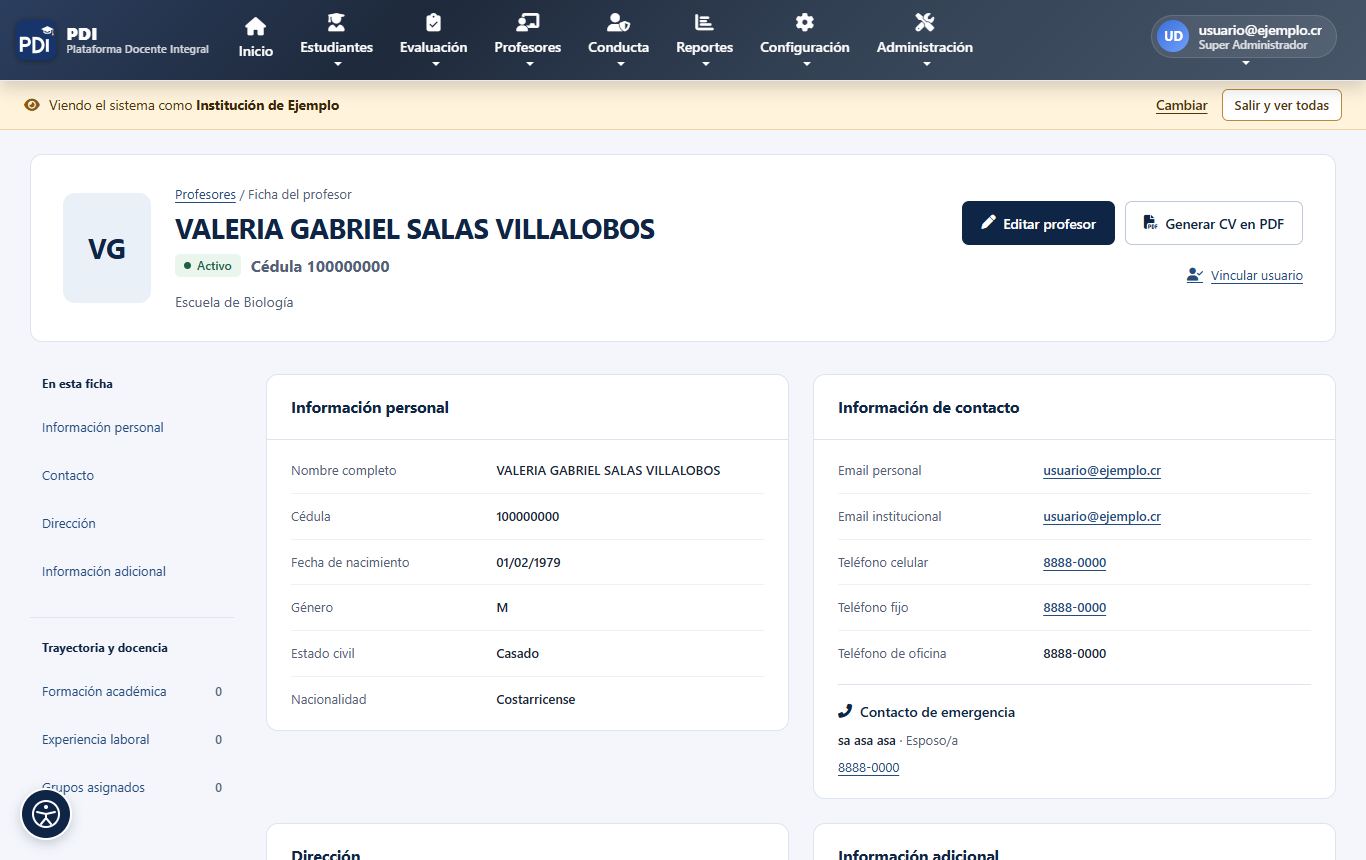 PDI
PDI
Plataforma Docente Integral
Inicio
Estudiantes
Evaluación
Profesores
Conducta
Reportes
Configuración
Administración
UD
usuario@ejemplo.cr
Super Administrador
Viendo el sistema como Institución de Ejemplo
Cambiar
Salir y ver todas
VG
Profesores / Ficha del profesor
VALERIA GABRIEL SALAS VILLALOBOS
Activo
Cédula 100000000
Escuela de Biología
Editar profesor
PDF
Generar CV en PDF
Vincular usuario
En esta ficha
Información personal
Contacto
Dirección
Información adicional
Trayectoria y docencia
Formación académica 0
Experiencia laboral 0
Grupos asignados 0
Información personal
Nombre completo VALERIA GABRIEL SALAS VILLALOBOS
Cédula 100000000
Fecha de nacimiento 01/02/1979
Género M
Estado civil Casado
Nacionalidad Costarricense
Información de contacto
Email personal usuario@ejemplo.cr
Email institucional usuario@ejemplo.cr
Teléfono celular 8888-0000
Teléfono fijo 8888-0000
Teléfono de oficina 8888-0000
Contacto de emergencia
sa asa asa · Esposo/a
8888-0000
Dirección
Información adicional